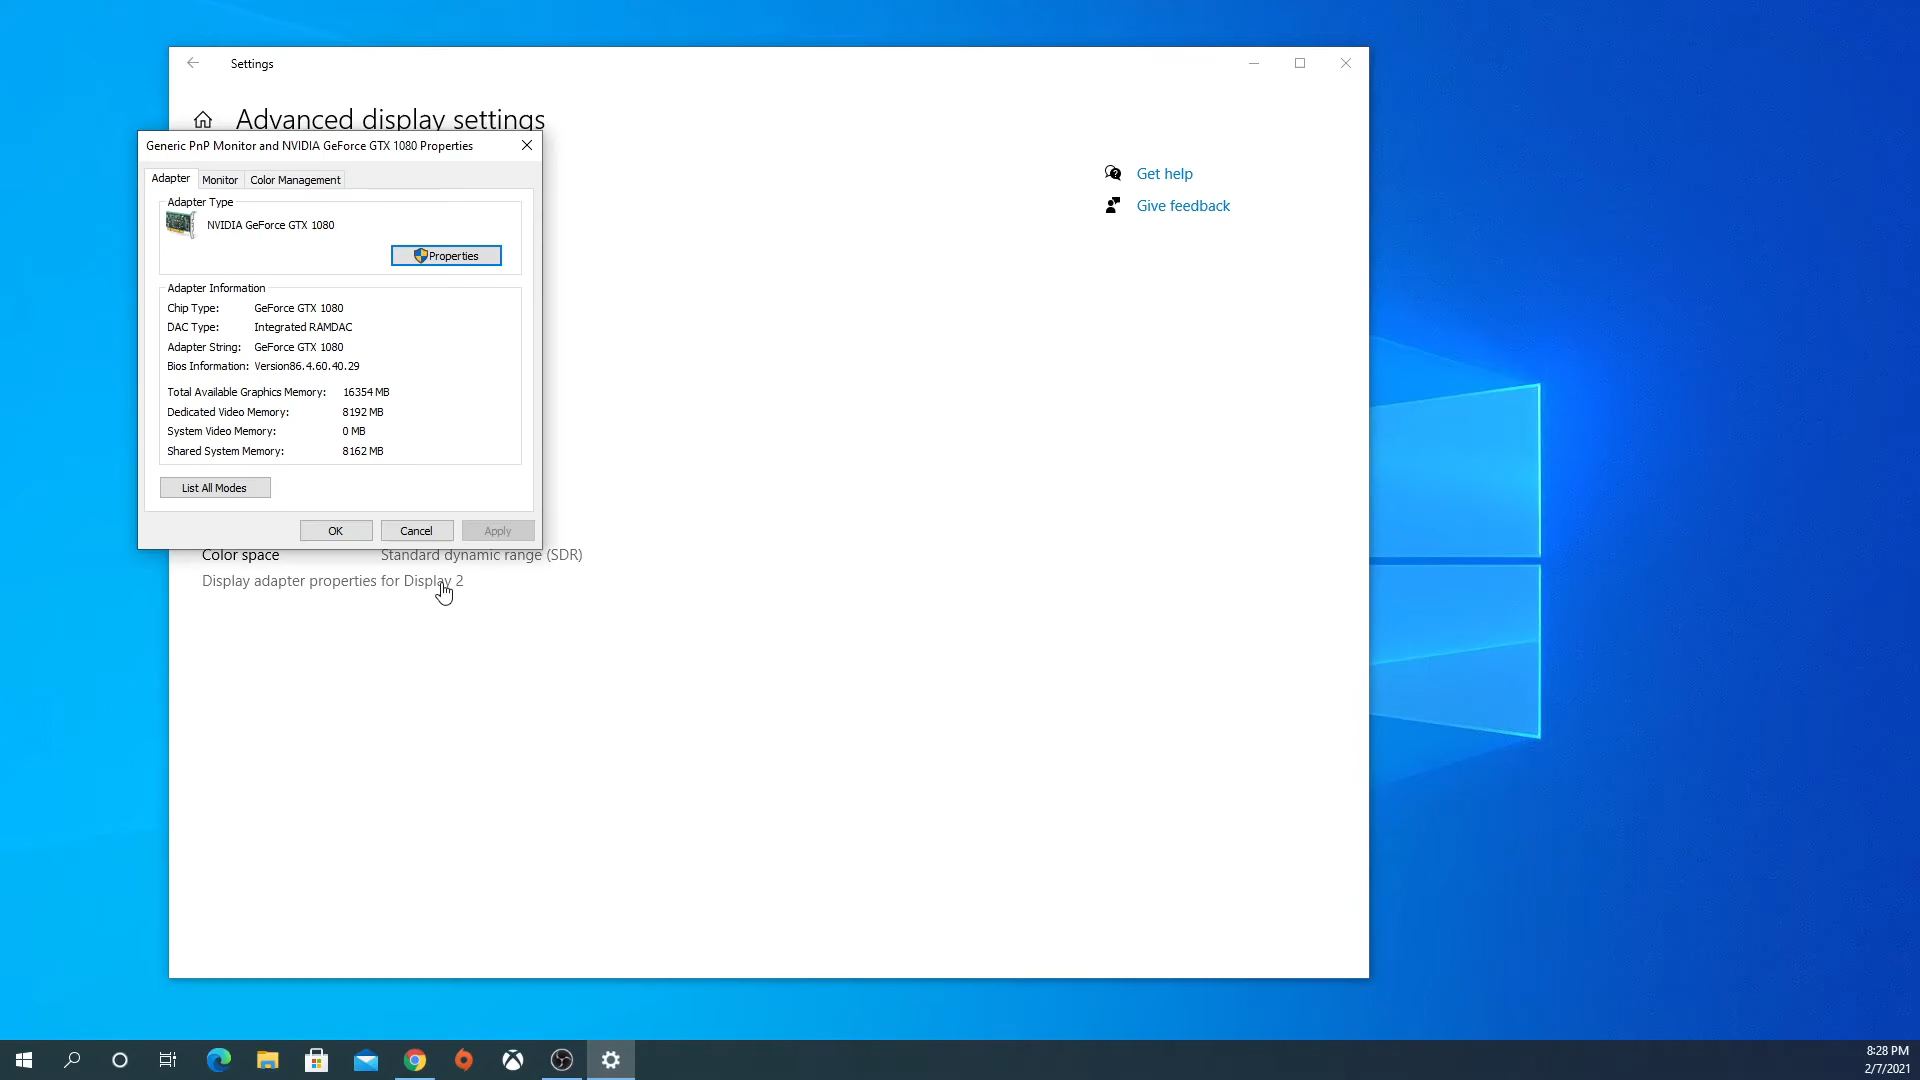 Settings
Advanced display settings
Generic PnP Monitor and NVIDIA GeForce GTX 1080 Properties
Adapter Monitor Color Management
Adapter Type
NVIDIA GeForce GTX 1080
Properties
Adapter Information
Chip Type: GeForce GTX 1080
DAC Type: Integrated RAMDAC
Adapter String: GeForce GTX 1080
Bios Information: Version86.4.60.40.29
Total Available Graphics Memory: 16354 MB
Dedicated Video Memory: 8192 MB
System Video Memory: 0 MB
Shared System Memory: 8162 MB
List All Modes
OK Cancel Apply
Color space Standard dynamic range (SDR)
Display adapter properties for Display 2
Get help
Give feedback
8:28 PM
2/7/2021